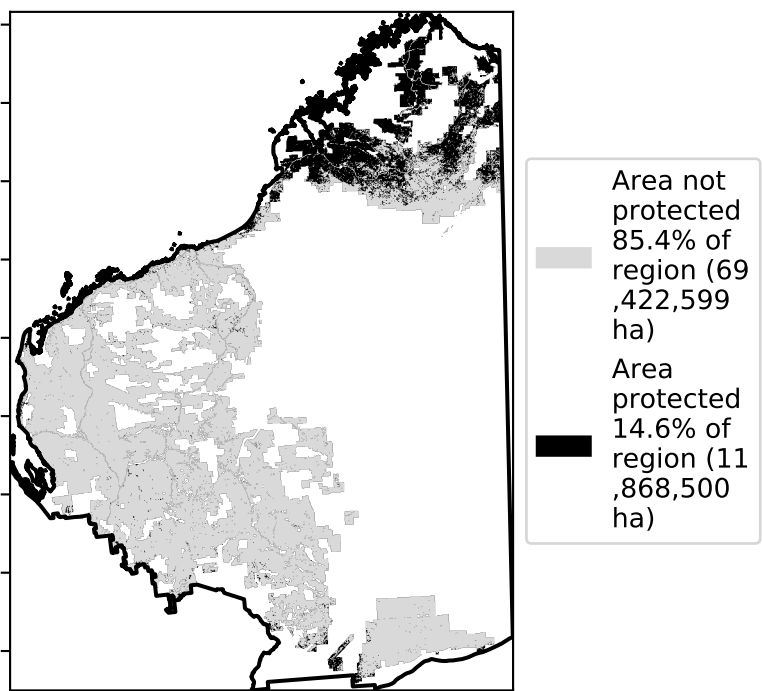 Area not
protected
85.4% of
region (69
,422,599
ha)
Area
protected
14.6% of
region (11
,868,500
ha)